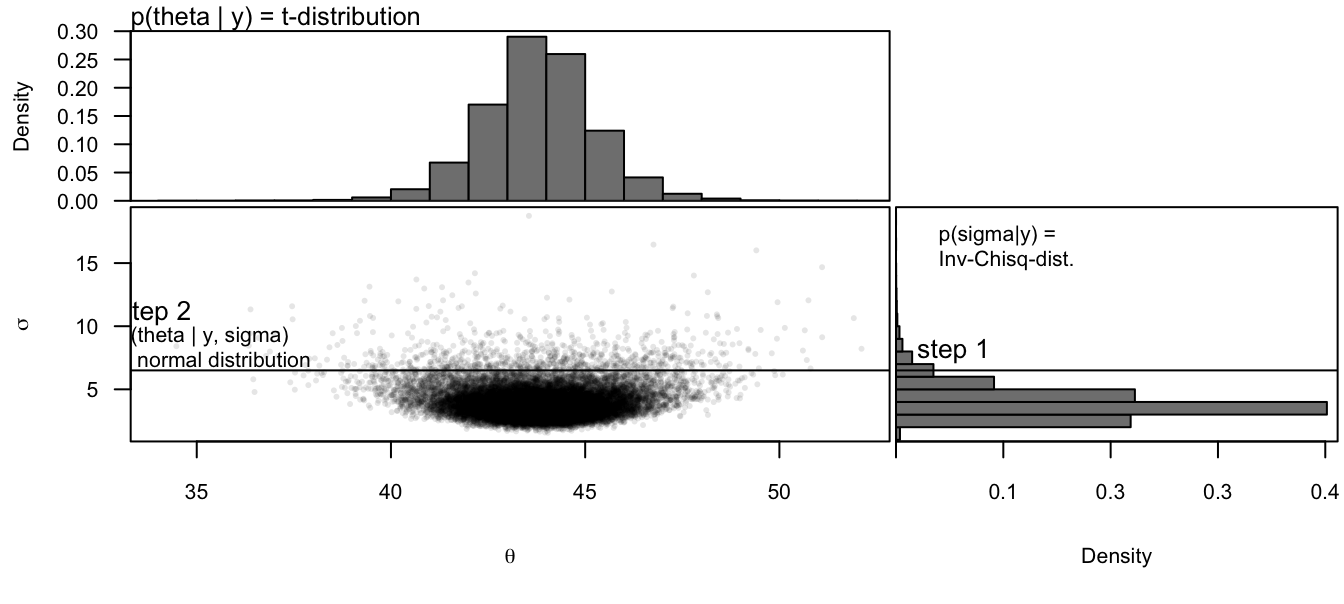 p(theta | y) = t-distribution
Density
0.30
0.25
0.20
0.15
0.10
0.05
0.00
σ
15
10
5
tep 2
(theta | y, sigma)
normal distribution
p(sigma|y) =
Inv-Chisq-dist.
step 1
35 40 45 50
0.1 0.3 0.3 0.4
θ
Density